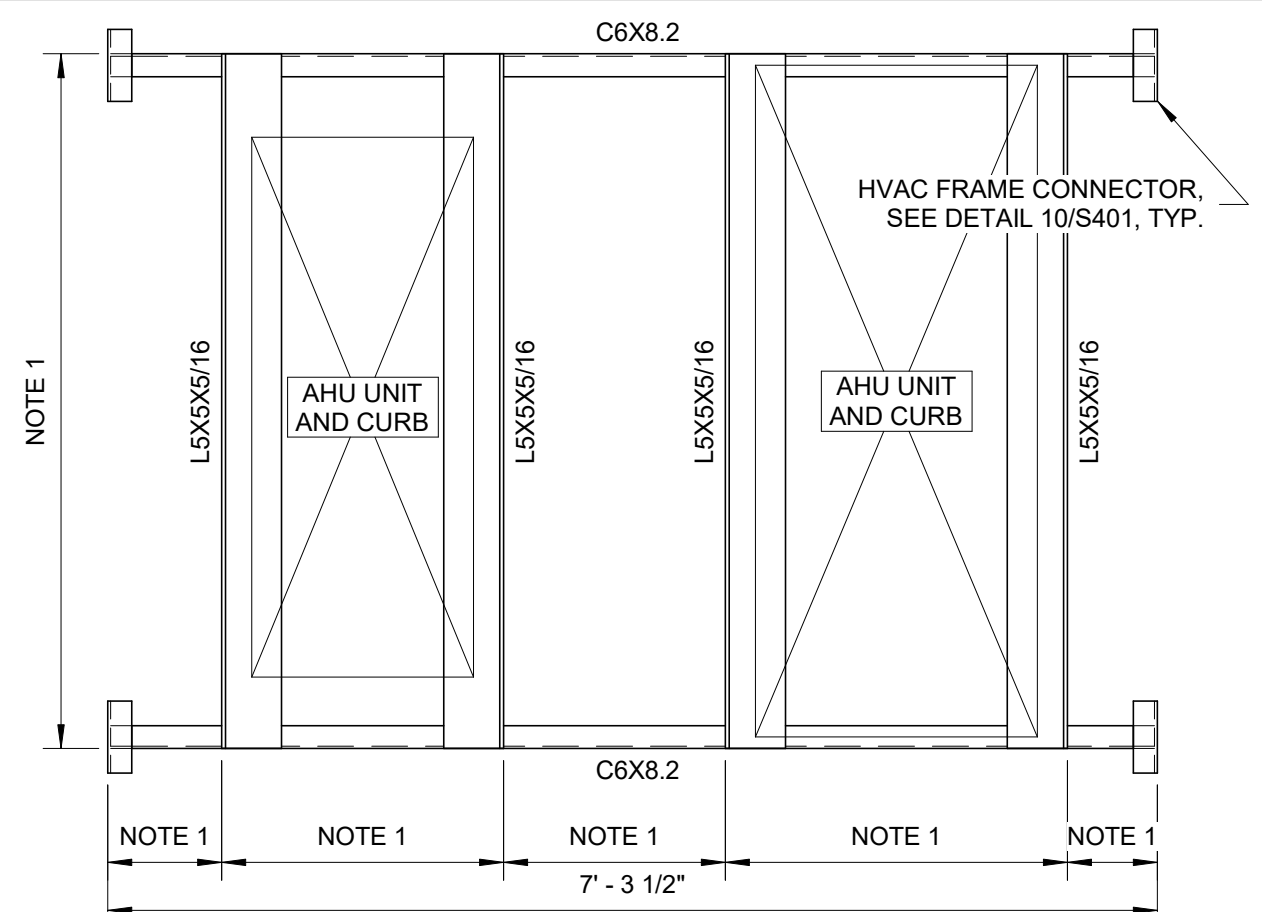 C6X8.2
HVAC FRAME CONNECTOR,
SEE DETAIL 10/S401, TYP.
NOTE 1
L5X5X5/16
AHU UNIT
AND CURB
L5X5X5/16
L5X5X5/16
AHU UNIT
AND CURB
L5X5X5/16
C6X8.2
NOTE 1
NOTE 1
NOTE 1
NOTE 1
NOTE 1
7' - 3 1/2"